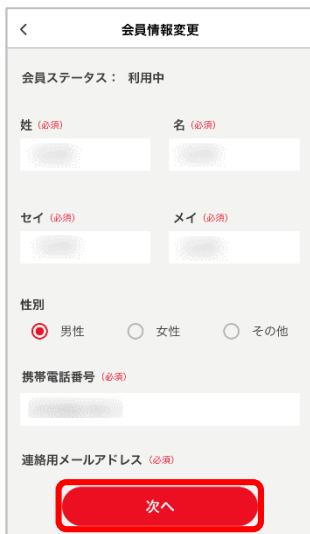 会員情報変更
会員ステータス： 利用中
姓 (必須) 名 (必須)
セイ (必須) メイ (必須)
性別
男性 女性 その他
携帯電話番号 (必須)
連絡用メールアドレス (必須)
次へ